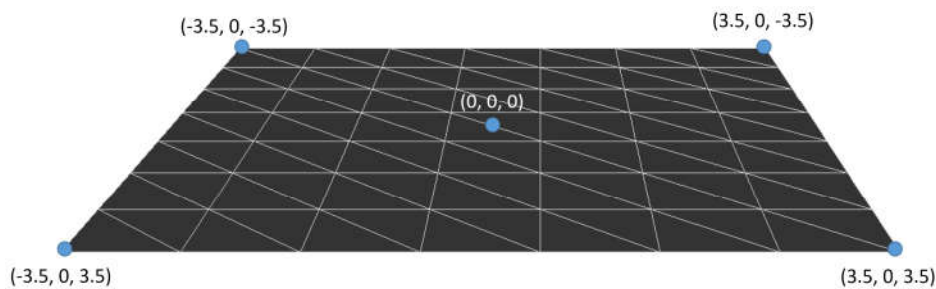 (-3.5, 0, -3.5)
(3.5, 0, -3.5)
(0, 0, 0)
(-3.5, 0, 3.5)
(3.5, 0, 3.5)